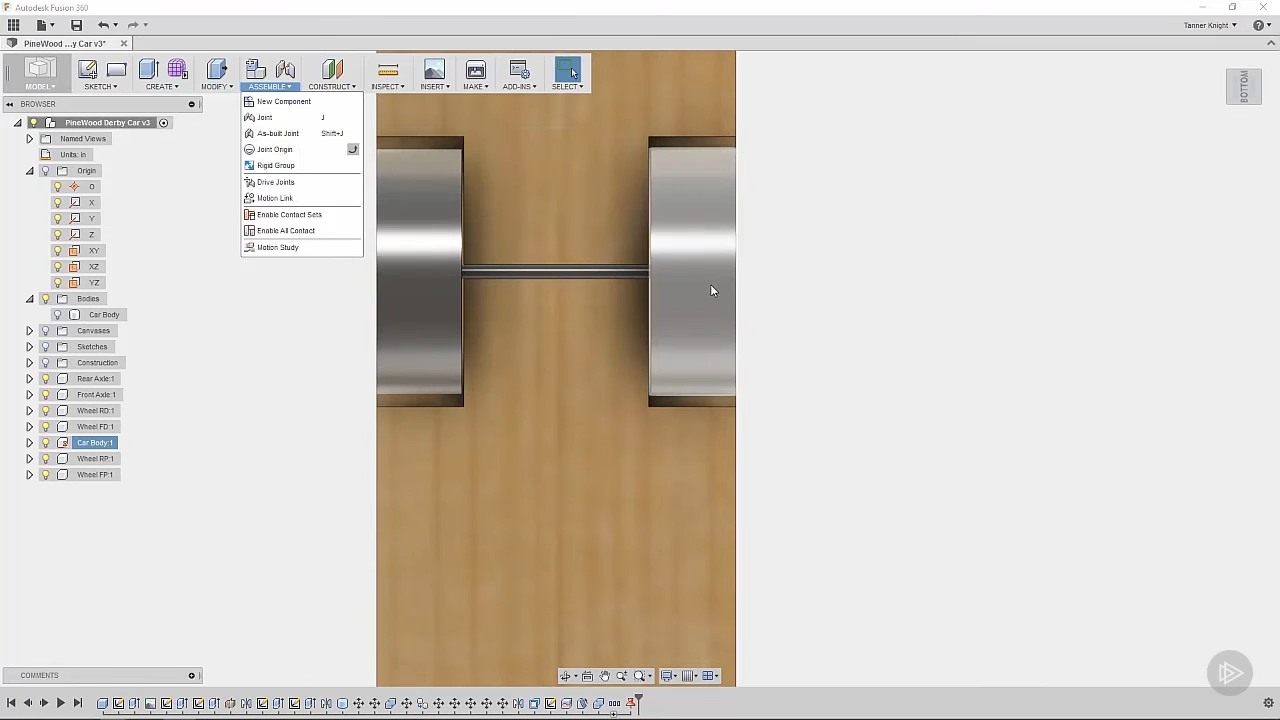 Autodesk Fusion 360
Tanner Knight
PineWood ...y Car v3*
MODEL
SKETCH
CREATE
MODIFY
ASSEMBLE
CONSTRUCT
INSPECT
INSERT
MAKE
ADD-INS
SELECT
BROWSER
PineWood Derby Car v3
Named Views
Units: in
Origin
O
X
Y
Z
XY
XZ
YZ
Bodies
Car Body
Canvases
Sketches
Construction
Rear Axle:1
Front Axle:1
Wheel RD:1
Wheel FD:1
Car Body:1
Wheel RP:1
Wheel FP:1
New Component
Joint J
As-built Joint Shift+J
Joint Origin
Rigid Group
Drive Joints
Motion Link
Enable Contact Sets
Enable All Contact
Motion Study
BOTTOM
COMMENTS